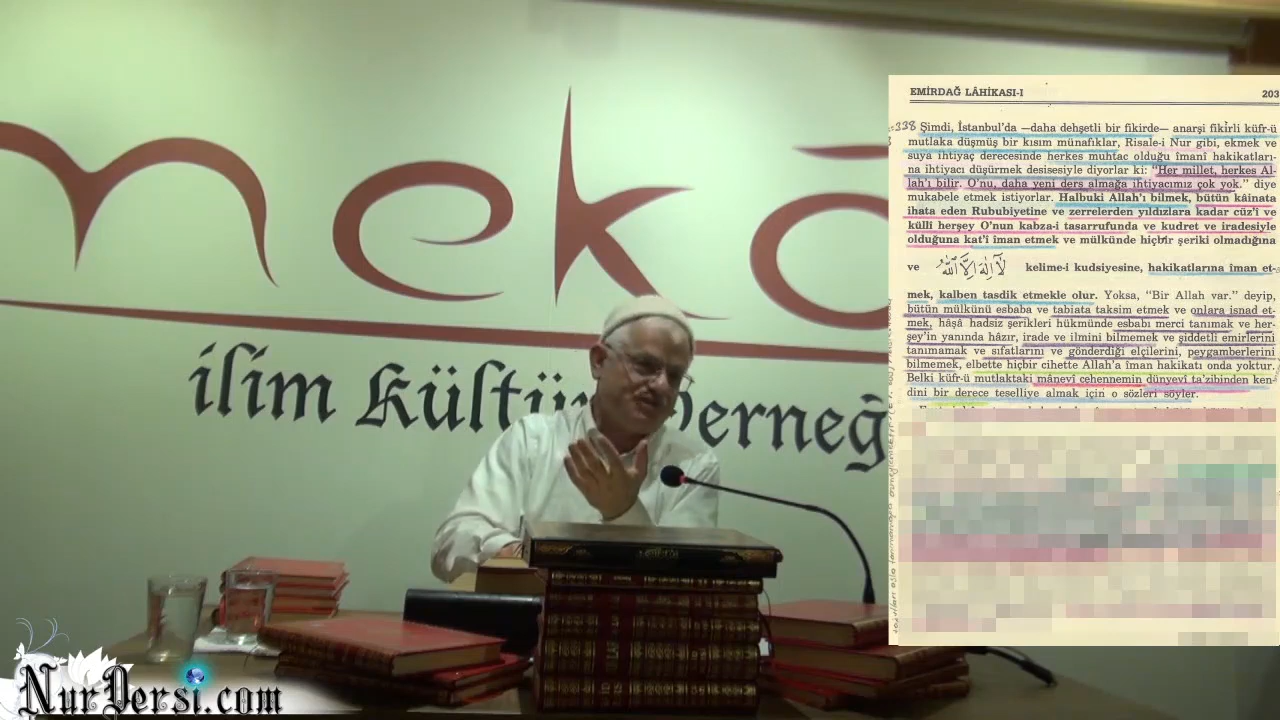 meka
ilim Kültür Derneğ
EMİRDAĞ LÂHİKASI-I 203
338 Şimdi, İstanbul'da —daha dehşetli bir fikirde— anarşi fikirli küfr-ü
mutlaka düşmüş bir kısım münafıklar, Risale-i Nur gibi, ekmek ve
suya ihtiyaç derecesinde herkes muhtac olduğu îmanî hakikatları-
na ihtiyacı düşürmek desisesiyle diyorlar ki: "Her millet, herkes Al-
lah'ı bilir. O'nu, daha yeni ders almağa ihtiyacımız çok yok." diye
mukabele etmek istiyorlar. Halbuki Allah'ı bilmek, bütün kâinata
ihata eden Rububiyetine ve zerrelerden yıldızlara kadar cüz'î ve
küllî herşey O'nun kabza-i tasarrufunda ve kudret ve iradesiyle
olduğuna kat'î îman etmek ve mülkünde hiçbir şeriki olmadığına
ve لَا اِلٰهَ اِلَّا اللّٰهُ kelime-i kudsiyesine, hakikatlarına îman et-
mek, kalben tasdik etmekle olur. Yoksa, "Bir Allah var." deyip,
bütün mülkünü esbaba ve tabiata taksim etmek ve onlara isnad et-
mek, hâşâ hadsiz şerikleri hükmünde esbabı merci tanımak ve her-
şey'in yanında hâzır, irade ve ilmini bilmemek ve şiddetli emirlerini
tanımamak ve sıfatlarını ve gönderdiği elçilerini, peygamberlerini
bilmemek, elbette hiçbir cihette Allah'a îman hakikatı onda yoktur.
Belki küfr-ü mutlaktaki mânevî cehennemin dünyevî ta'zibinden ken-
dini bir derece teselliye almak için o sözleri söyler.
NurDersi.com